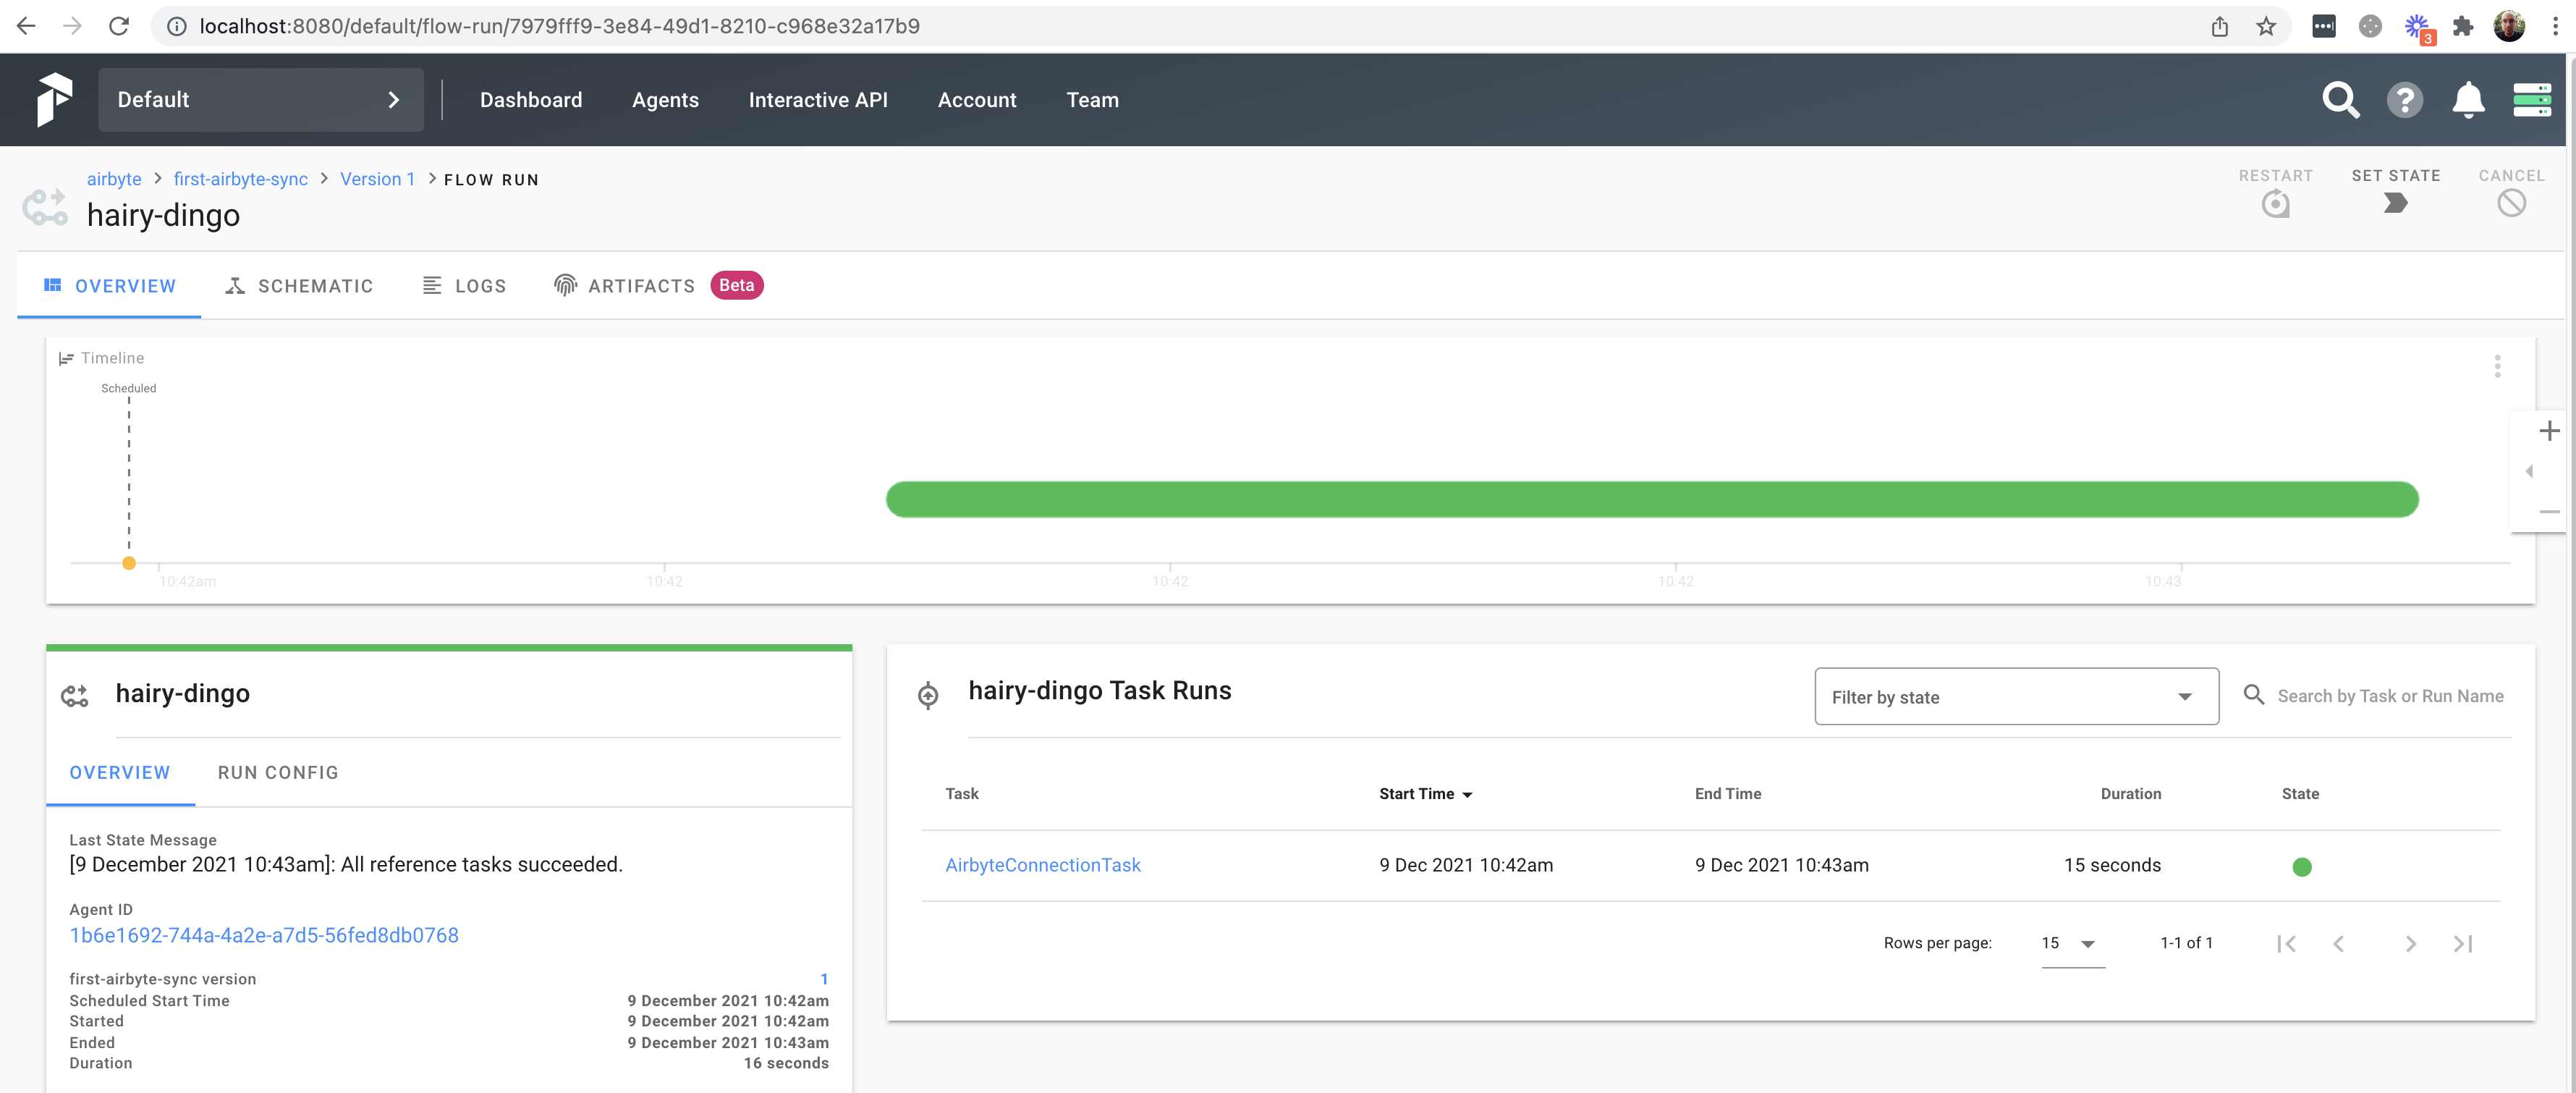 localhost:8080/default/flow-run/7979fff9-3e84-49d1-8210-c968e32a17b9
3
Default
Dashboard
Agents
Interactive API
Account
Team
?
airbyte > first-airbyte-sync > Version 1 > FLOW RUN
hairy-dingo
RESTART
SET STATE
CANCEL
OVERVIEW
SCHEMATIC
LOGS
ARTIFACTS
Beta
Timeline
Scheduled
10:42am
10:42
10:42
10:42
10:43
hairy-dingo
OVERVIEW
RUN CONFIG
Last State Message
[9 December 2021 10:43am]: All reference tasks succeeded.
Agent ID
1b6e1692-744a-4a2e-a7d5-56fed8db0768
first-airbyte-sync version 1
Scheduled Start Time 9 December 2021 10:42am
Started 9 December 2021 10:42am
Ended 9 December 2021 10:43am
Duration 16 seconds
hairy-dingo Task Runs
Filter by state
Search by Task or Run Name
Task Start Time End Time Duration State
AirbyteConnectionTask 9 Dec 2021 10:42am 9 Dec 2021 10:43am 15 seconds
Rows per page: 15 1-1 of 1